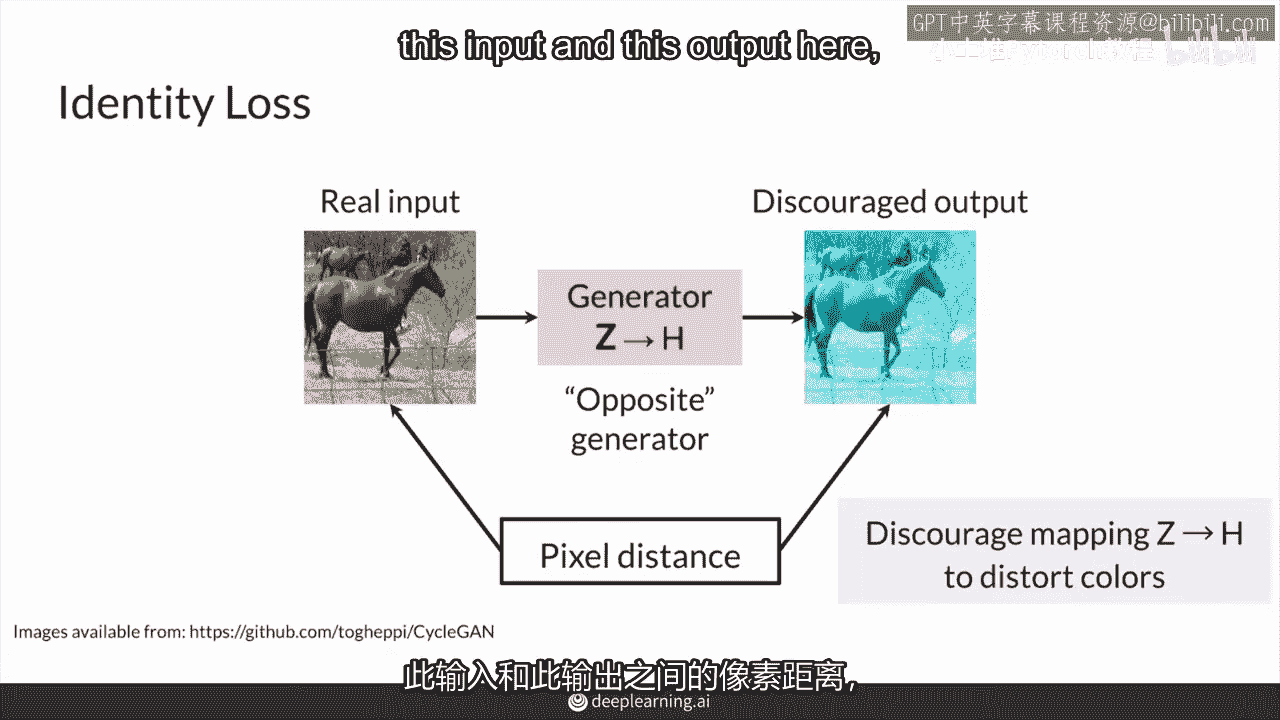 GPT中英字幕课程资源@bilibili.com
this input and this output here,
Identity Loss
Real input
Discouraged output
Generator
Z → H
“Opposite”
generator
Pixel distance
Discourage mapping Z → H
to distort colors
Images available from: https://github.com/togheppi/CycleGAN
此输入和此输出之间的像素距离，
deeplearning.ai